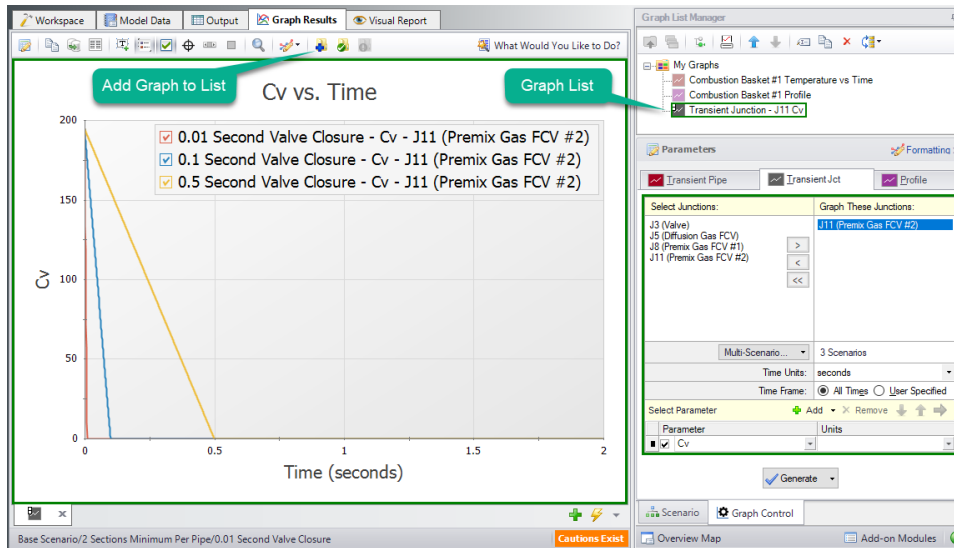 Workspace
Model Data
Output
Graph Results
Visual Report
What Would You Like to Do?
Add Graph to List
Cv vs. Time
0.01 Second Valve Closure - Cv - J11 (Premix Gas FCV #2)
0.1 Second Valve Closure - Cv - J11 (Premix Gas FCV #2)
0.5 Second Valve Closure - Cv - J11 (Premix Gas FCV #2)
200
150
100
50
0
Cv
0 0.5 1 1.5 2
Time (seconds)
Base Scenario/2 Sections Minimum Per Pipe/0.01 Second Valve Closure
Cautions Exist
Graph List Manager
Graph List
My Graphs
Combustion Basket #1 Temperature vs Time
Combustion Basket #1 Profile
Transient Junction - J11 Cv
Parameters
Formatting
Transient Pipe
Transient Jct
Profile
Select Junctions:
Graph These Junctions:
J3 (Valve)
J5 (Diffusion Gas FCV)
J8 (Premix Gas FCV #1)
J11 (Premix Gas FCV #2)
>
<
<<
J11 (Premix Gas FCV #2)
Multi-Scenario...
3 Scenarios
Time Units:
seconds
Time Frame:
All Times
User Specified
Select Parameter
Add
Remove
Parameter
Units
Cv
Generate
Scenario
Graph Control
Overview Map
Add-on Modules